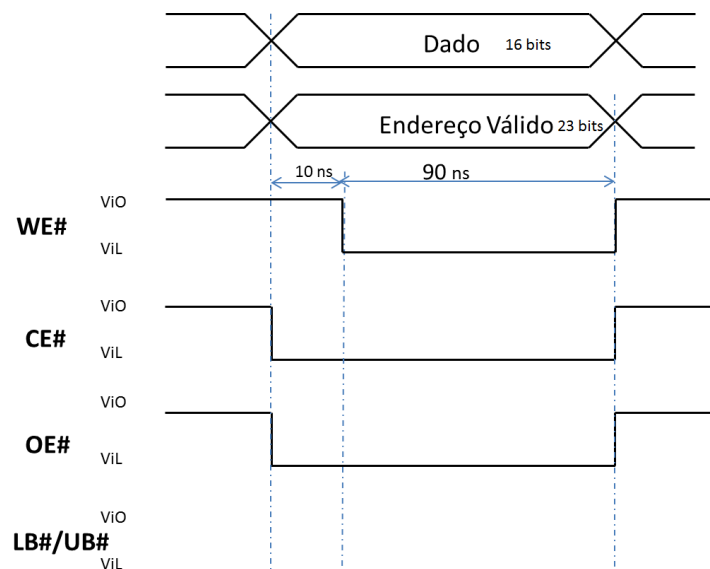 Dado 16 bits
Endereço Válido 23 bits
10 ns 90 ns
ViO
WE#
ViL
ViO
CE#
ViL
ViO
OE#
ViL
ViO
LB#/UB#
ViL